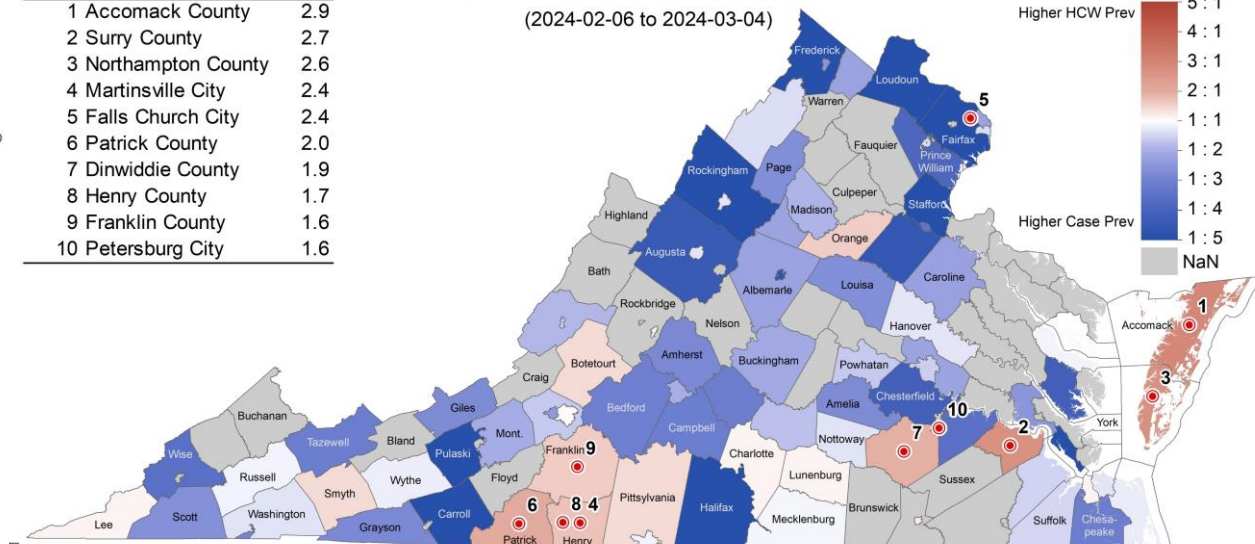 1 Accomack County 2.9
2 Surry County 2.7
3 Northampton County 2.6
4 Martinsville City 2.4
5 Falls Church City 2.4
6 Patrick County 2.0
7 Dinwiddie County 1.9
8 Henry County 1.7
9 Franklin County 1.6
10 Petersburg City 1.6
(2024-02-06 to 2024-03-04)
Higher HCW Prev
5 : 1
4 : 1
3 : 1
2 : 1
1 : 1
1 : 2
1 : 3
1 : 4
1 : 5
Higher Case Prev
NaN
Frederick
Loudoun
Warren
5
Fairfax
Fauquier
Prince
William
Page
Rockingham
Culpeper
Madison
Stafford
Highland
Orange
Augusta
Bath
Albemarle
Louisa
Caroline
Rockbridge
1
Accomack
Nelson
Hanover
Amherst
Buckingham
Botetourt
Powhatan
Craig
3
Buchanan
Giles
Bedford
Amelia
Chesterfield
10
Tazewell
Bland
Mont.
Campbell
York
Wise
Pulaski
Franklin 9
Nottoway
7
2
Charlotte
Russell
Wythe
Floyd
Lunenburg
Sussex
Smyth
Pittsylvania
6
8 4
Halifax
Brunswick
Lee
Scott
Washington
Grayson
Carroll
Patrick
Henry
Mecklenburg
Suffolk
Chesa-
peake